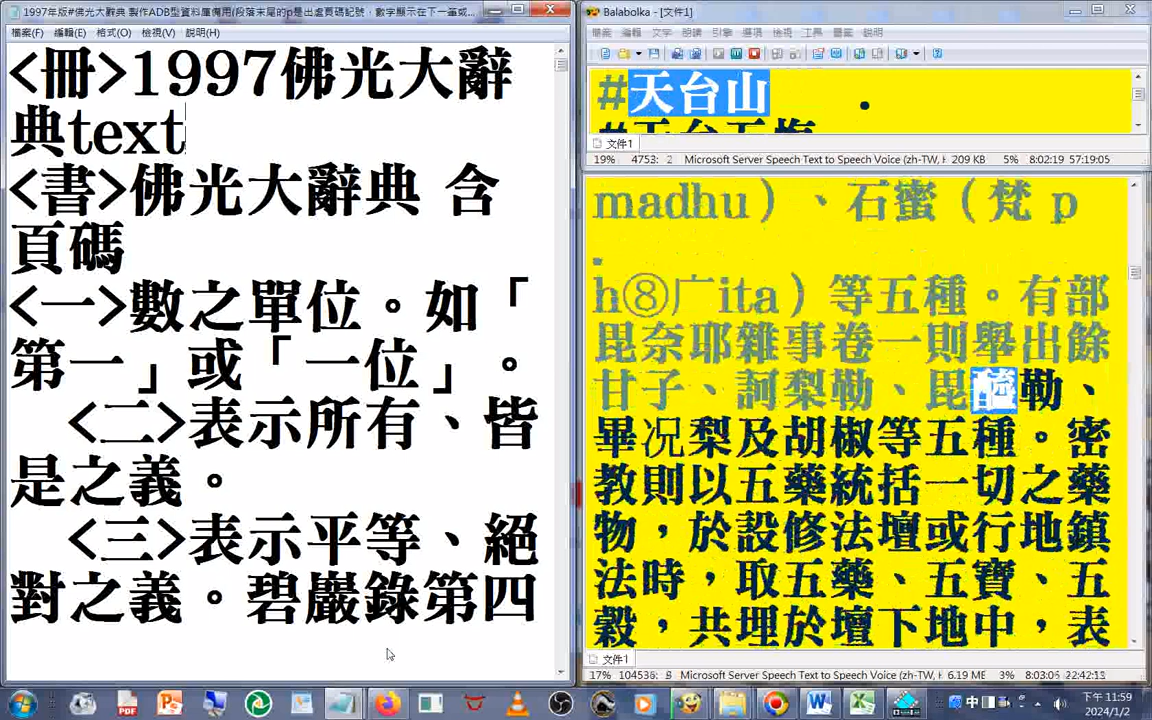 1997年版#佛光大辭典 製作ADB型資料庫備用(段落末尾的p是出處頁碼記號，數字顯示在下一筆或...
檔案(F) 編輯(E) 格式(O) 檢視(V) 說明(H)
<冊>1997佛光大辭
典text
<書>佛光大辭典 含
頁碼
<一>數之單位。如「
第一」或「一位」。
<二>表示所有、皆
是之義。
<三>表示平等、絕
對之義。碧巖錄第四
Balabolka - [文件1]
檔案 編輯 文字 朗讀 引擎 選項 檢視 工具 書籤 說明
#天台山
#天台五悔
文件1
19% 4753: 2 Microsoft Server Speech Text to Speech Voice (zh-TW, H 209 KB 5% 8:02:19 57:19:05
madhu）、石蜜（梵 p
.
h⑧广ita）等五種。有部
毘奈耶雜事卷一則舉出餘
甘子、訶梨勒、毘醯勒、
畢況梨及胡椒等五種。密
教則以五藥統括一切之藥
物，於設修法壇或行地鎮
法時，取五藥、五寶、五
穀，共埋於壇下地中，表
文件1
17% 104536: 8 Microsoft Server Speech Text to Speech Voice (zh-TW, H 6.19 ME 3% 8:03:05 22:42:13
PDF
中
下午 11:59
2024/1/2